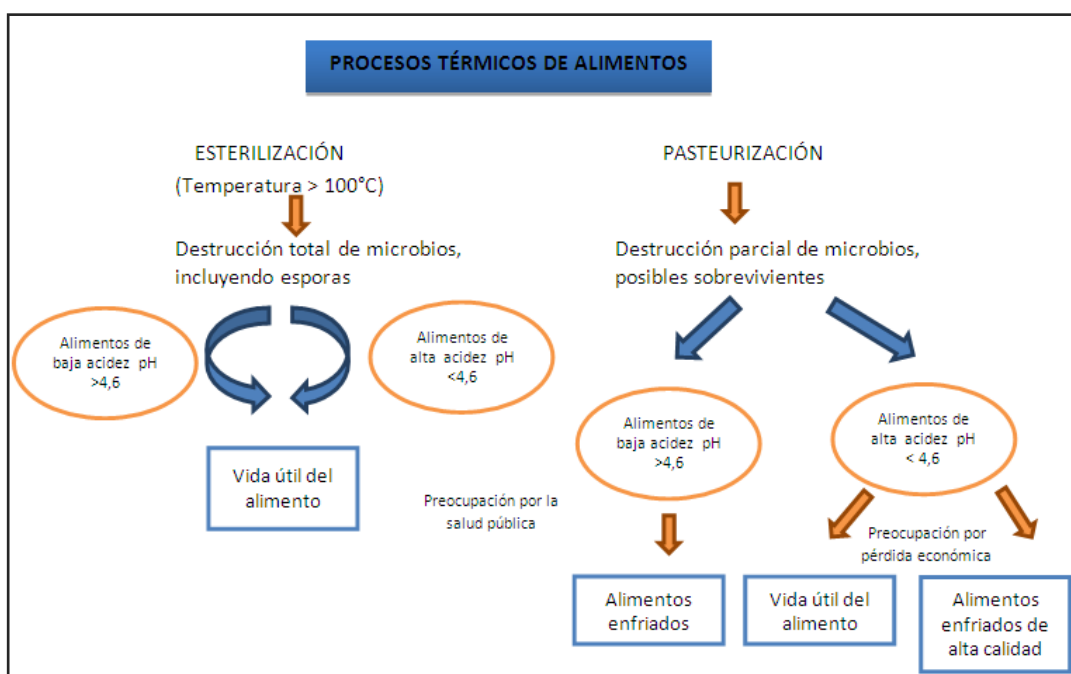 PROCESOS TÉRMICOS DE ALIMENTOS
ESTERILIZACIÓN
(Temperatura > 100°C)
Destrucción total de microbios,
incluyendo esporas
Alimentos de
baja acidez pH
>4,6
Alimentos de
alta acidez pH
<4,6
Vida útil del
alimento
PASTEURIZACIÓN
Destrucción parcial de microbios,
posibles sobrevivientes
Alimentos de
baja acidez pH
>4,6
Alimentos de
alta acidez pH
< 4,6
Preocupación por la
salud pública
Preocupación por
pérdida económica
Alimentos
enfriados
Vida útil del
alimento
Alimentos
enfriados de
alta calidad